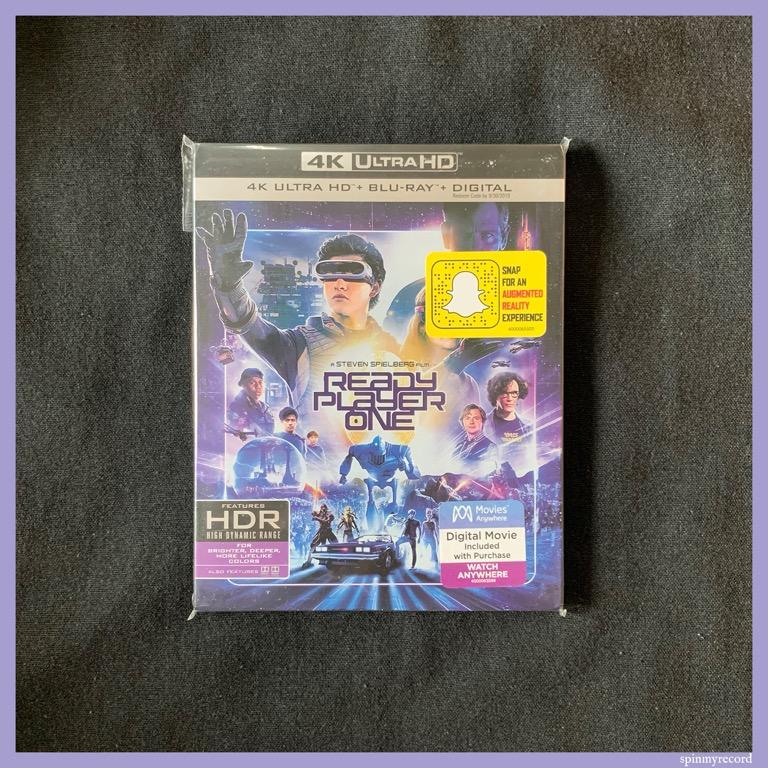 4K ULTRA HD
4K ULTRA HD™+ BLU-RAY™+ DIGITAL
SNAP
FOR AN
AUGMENTED
REALITY
EXPERIENCE
A STEVEN SPIELBERG FILM
READY
PLAYER
ONE
FEATURES
HDR
HIGH DYNAMIC RANGE
FOR
BRIGHTER, DEEPER,
MORE LIFELIKE
COLORS
ALSO FEATURES
Movies
Anywhere
Digital Movie
Included
with Purchase
WATCH
ANYWHERE
spinmyrecord